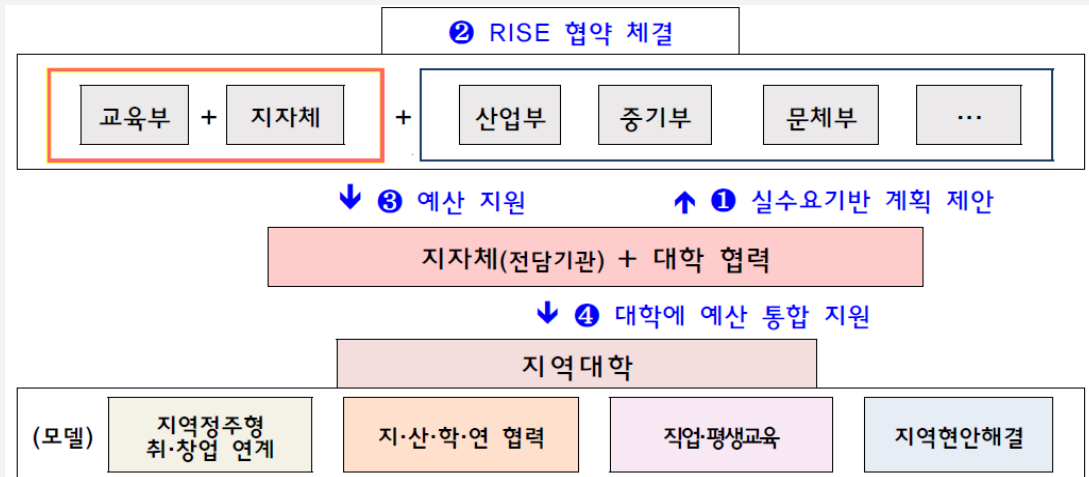 ❷ RISE 협약 체결
교육부 + 지자체 + 산업부 중기부 문체부 …
↓ ❸ 예산 지원 ↑ ❶ 실수요기반 계획 제안
지자체(전담기관) + 대학 협력
↓ ❹ 대학에 예산 통합 지원
지역대학
(모델) 지역정주형 취·창업 연계 지·산·학·연 협력 직업·평생교육 지역현안해결